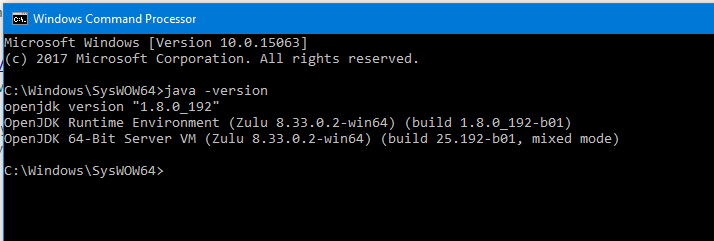 Windows Command Processor
Microsoft Windows [Version 10.0.15063]
(c) 2017 Microsoft Corporation. All rights reserved.
C:\Windows\SysWOW64>java -version
openjdk version "1.8.0_192"
OpenJDK Runtime Environment (Zulu 8.33.0.2-win64) (build 1.8.0_192-b01)
OpenJDK 64-Bit Server VM (Zulu 8.33.0.2-win64) (build 25.192-b01, mixed mode)
C:\Windows\SysWOW64>